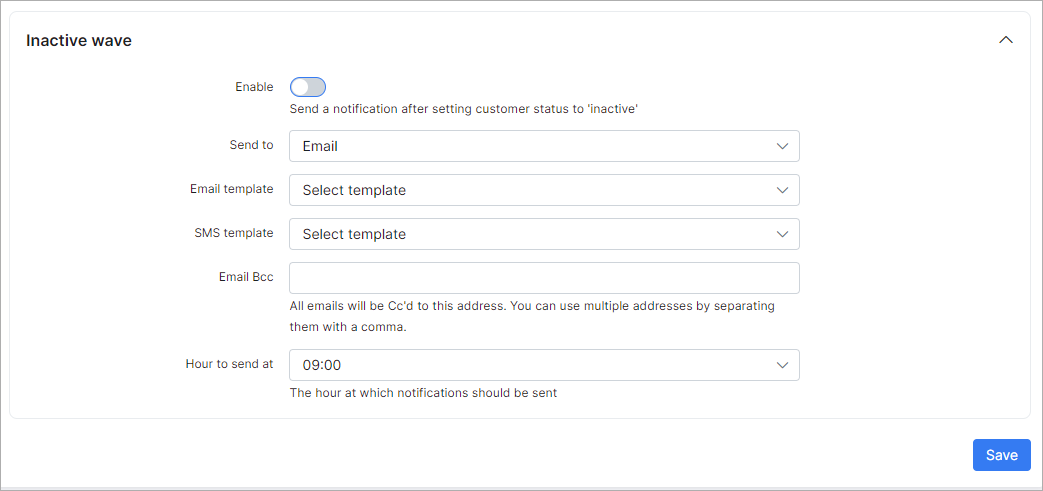 Inactive wave
Enable
Send a notification after setting customer status to 'inactive'
Send to
Email
Email template
Select template
SMS template
Select template
Email Bcc
All emails will be Cc'd to this address. You can use multiple addresses by separating
them with a comma.
Hour to send at
09:00
The hour at which notifications should be sent
Save